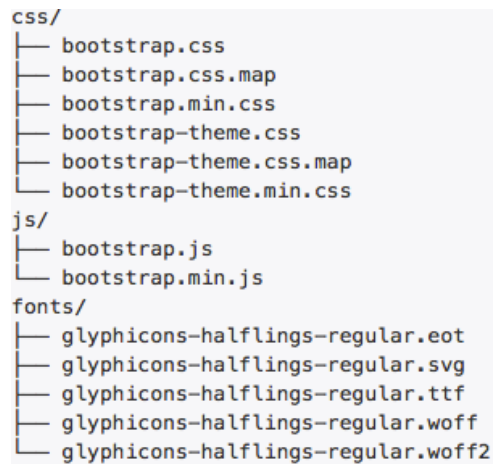 css/
├── bootstrap.css
├── bootstrap.css.map
├── bootstrap.min.css
├── bootstrap-theme.css
├── bootstrap-theme.css.map
└── bootstrap-theme.min.css
js/
├── bootstrap.js
└── bootstrap.min.js
fonts/
├── glyphicons-halflings-regular.eot
├── glyphicons-halflings-regular.svg
├── glyphicons-halflings-regular.ttf
├── glyphicons-halflings-regular.woff
└── glyphicons-halflings-regular.woff2